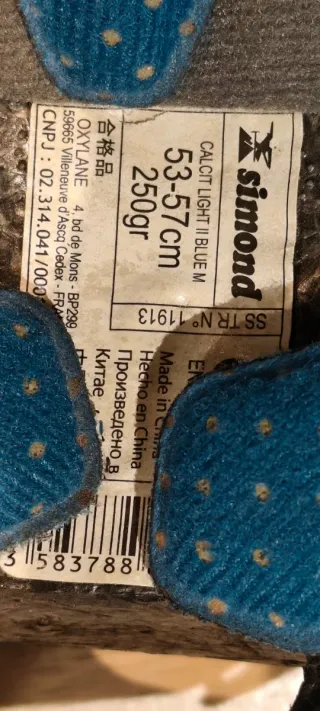 simond
CALCIT LIGHT II BLUE M
53-57cm
250gr
SS TR N° 11913
合格品
OXYLANE 4, bd de Mons - BP299
59665 Villeneuve d'Ascq Cedex - FRA
CNPJ : 02.314.041/000
Made in China
Hecho en China
Произведено в
Китае
3 583788